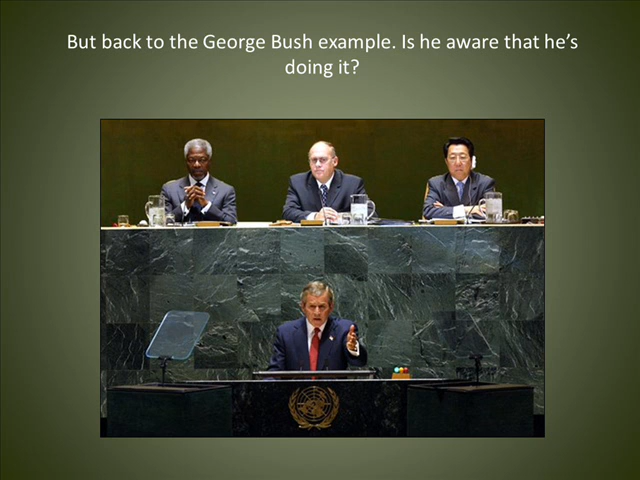 But back to the George Bush example. Is he aware that he’s
doing it?